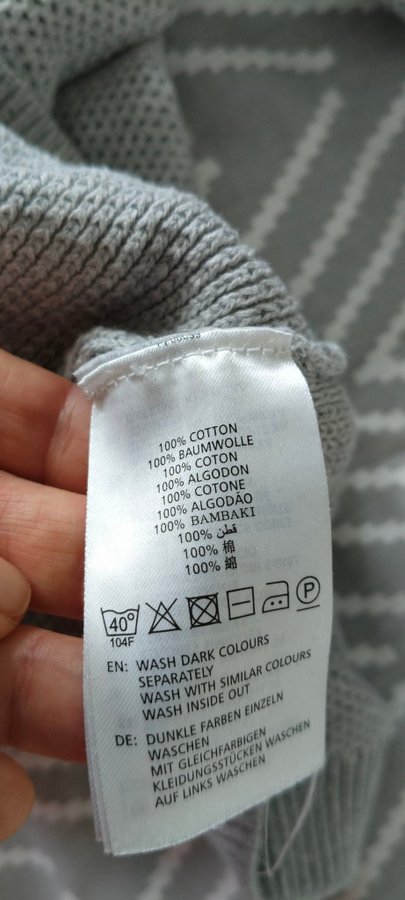 100% COTTON
100% BAUMWOLLE
100% COTON
100% ALGODON
100% COTONE
100% ALGODÃO
100% BAMBAKI
100% قطن
100% 棉
100% 綿
40°
104F
P
EN: WASH DARK COLOURS
SEPARATELY
WASH WITH SIMILAR COLOURS
WASH INSIDE OUT
DE: DUNKLE FARBEN EINZELN
WASCHEN
MIT GLEICHFARBIGEN
KLEIDUNGSSTÜCKEN WASCHEN
AUF LINKS WASCHEN